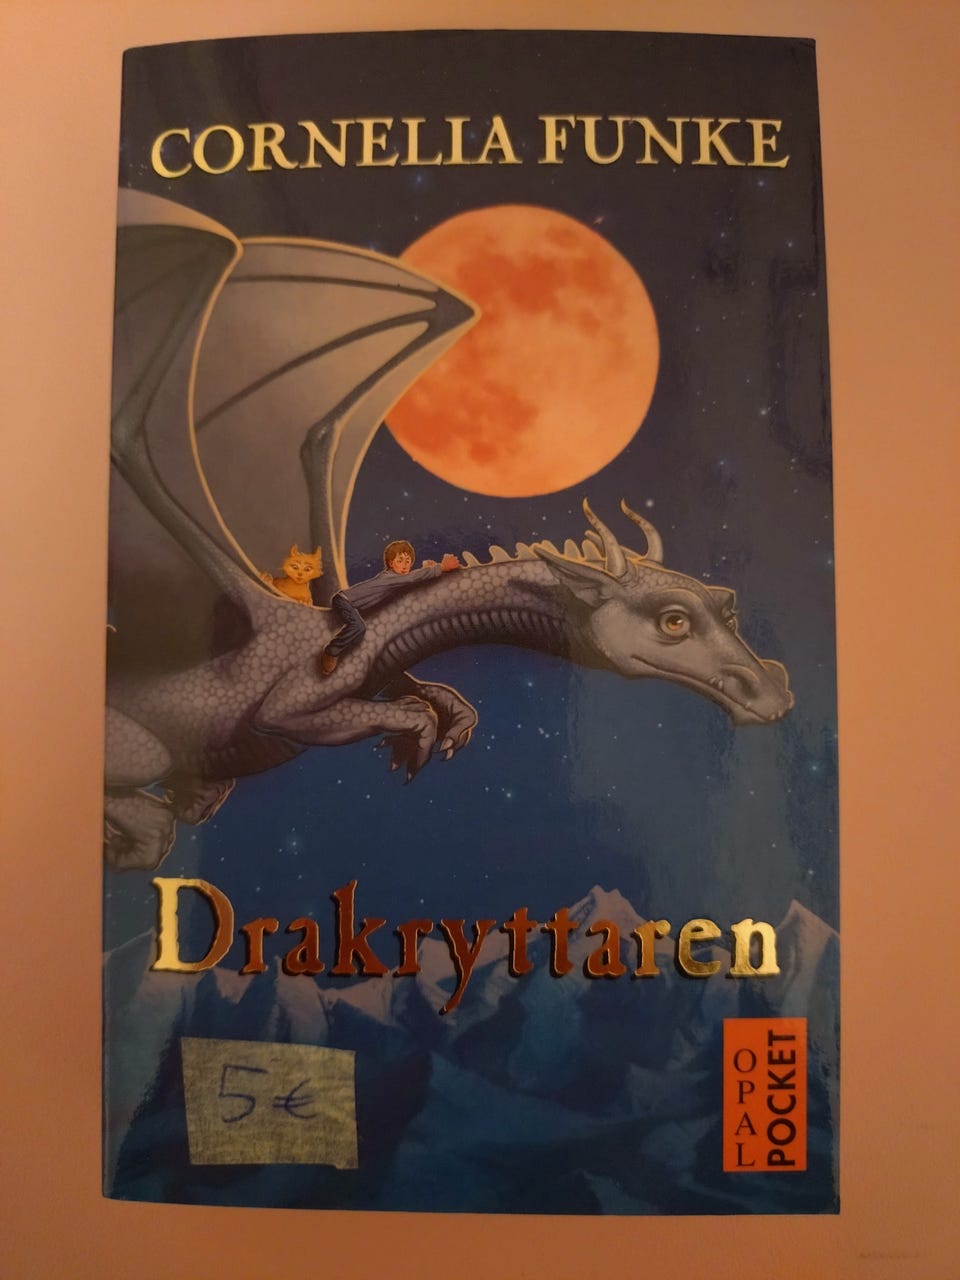 CORNELIA FUNKE
Drakryttaren
5 €
OPAL
POCKET